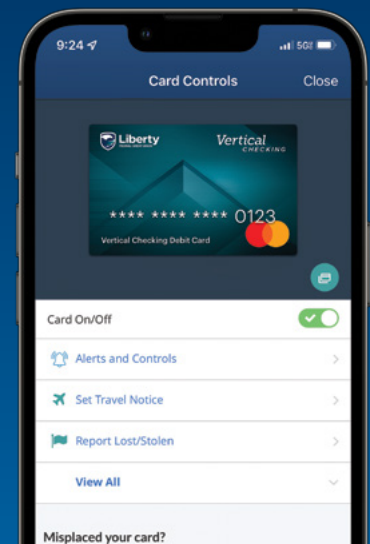 9:24
5G
Card Controls
Close
Liberty
Vertical
CHECKING
**** **** **** 0123
Vertical Checking Debit Card
Card On/Off
Alerts and Controls
Set Travel Notice
Report Lost/Stolen
View All
Misplaced your card?